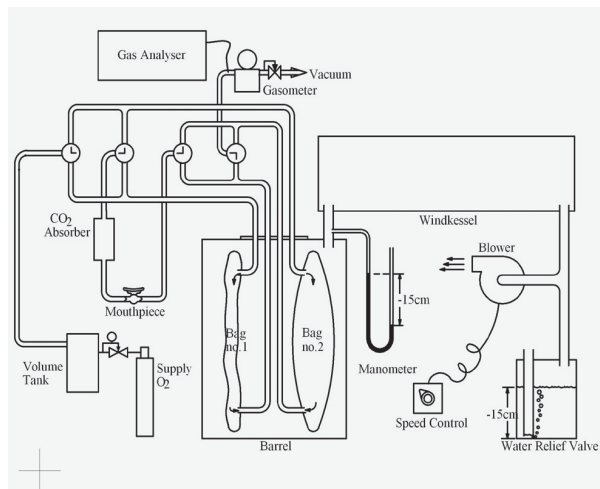 Gas Analyser
Vacuum
Gasometer
CO2
Absorber
Windkessel
Blower
Mouthpiece
-15cm
Bag
no.1
Bag
no.2
Volume
Tank
Supply
O2
Manometer
Speed Control
-15cm
Barrel
Water Relief Valve